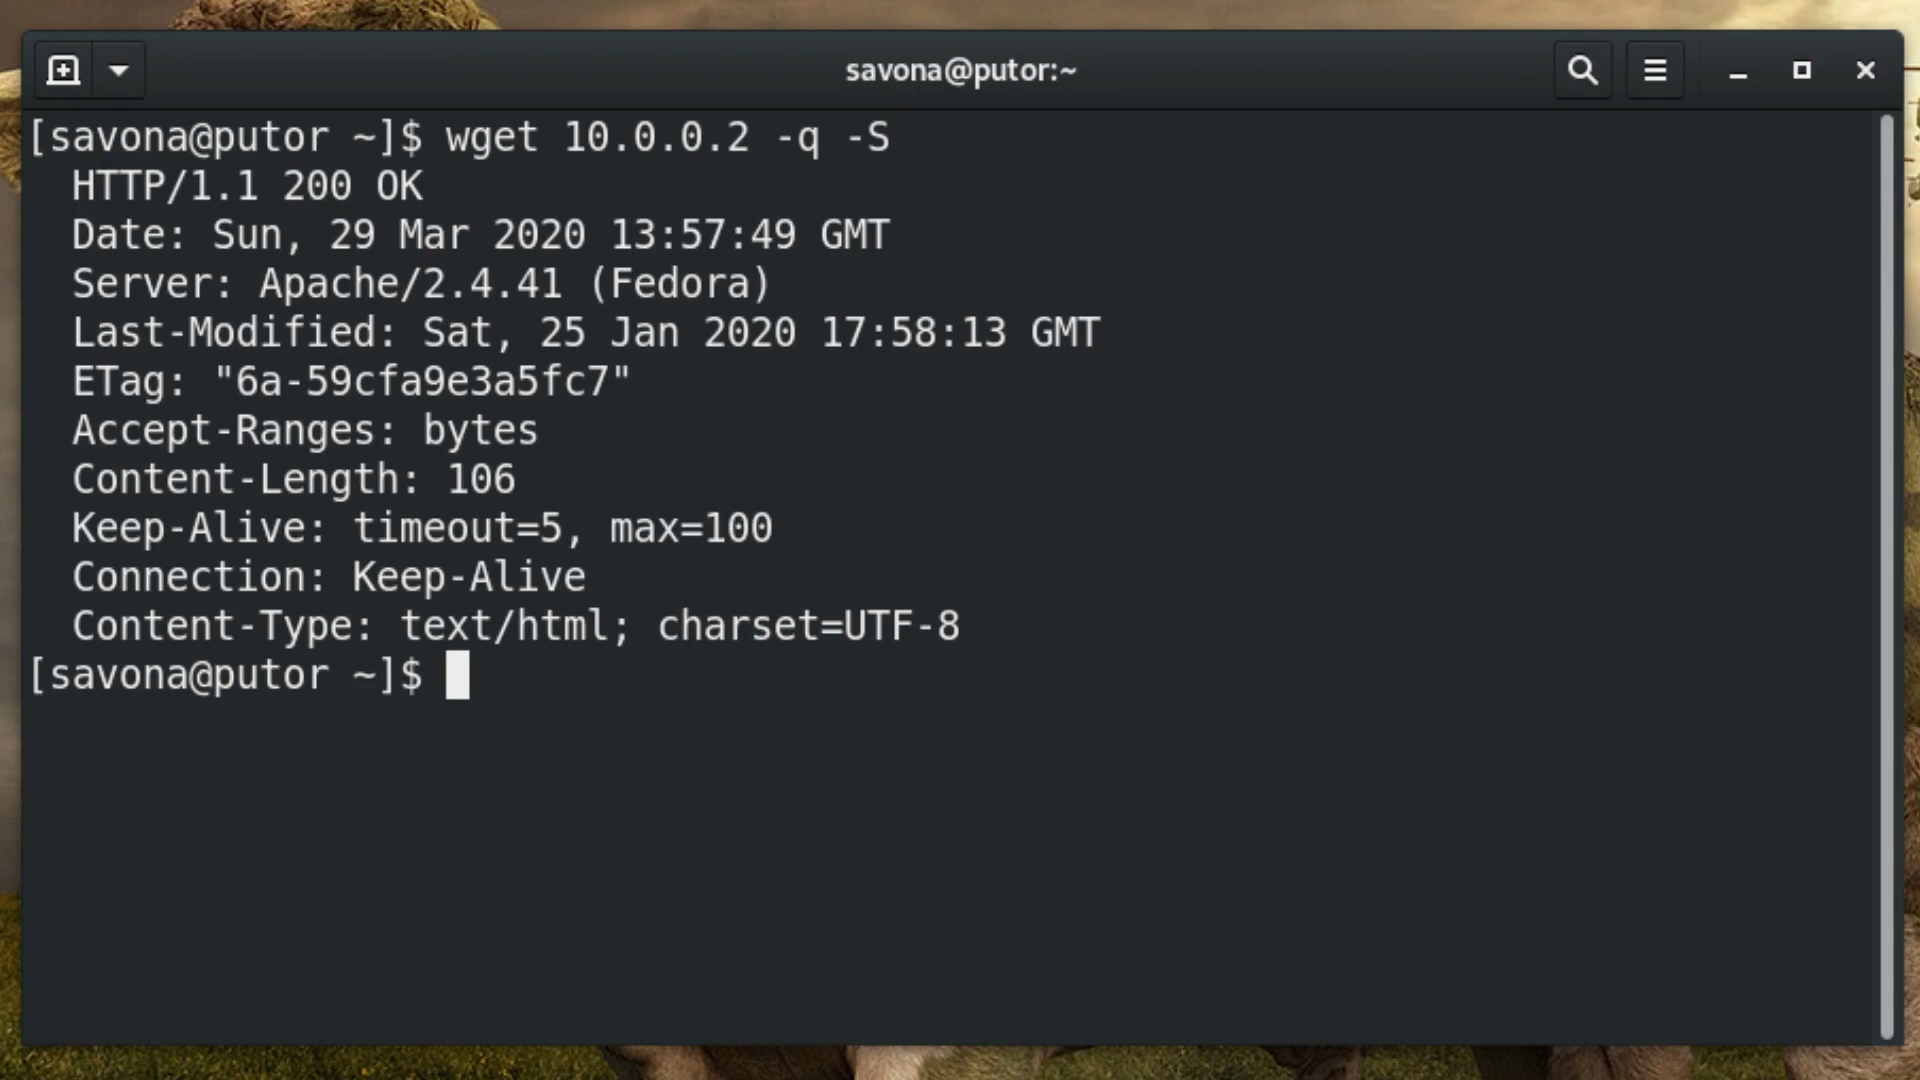 savona@putor:~
[savona@putor ~]$ wget 10.0.0.2 -q -S
HTTP/1.1 200 OK
Date: Sun, 29 Mar 2020 13:57:49 GMT
Server: Apache/2.4.41 (Fedora)
Last-Modified: Sat, 25 Jan 2020 17:58:13 GMT
ETag: "6a-59cfa9e3a5fc7"
Accept-Ranges: bytes
Content-Length: 106
Keep-Alive: timeout=5, max=100
Connection: Keep-Alive
Content-Type: text/html; charset=UTF-8
[savona@putor ~]$